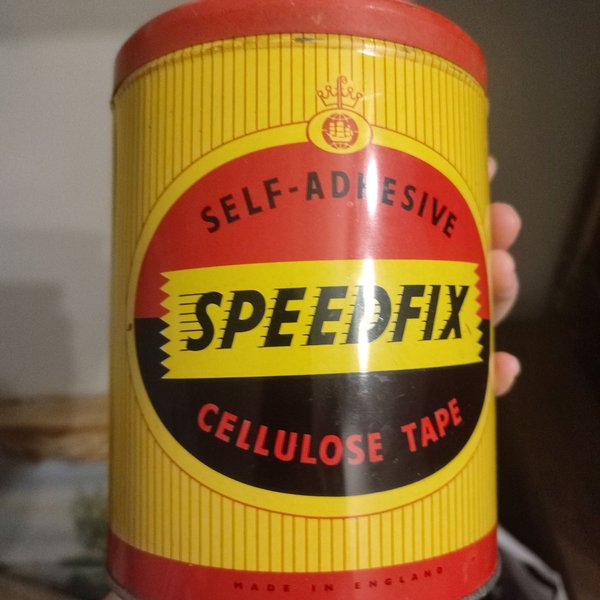 SELF-ADHESIVE
SPEEDFIX
CELLULOSE TAPE
MADE IN ENGLAND